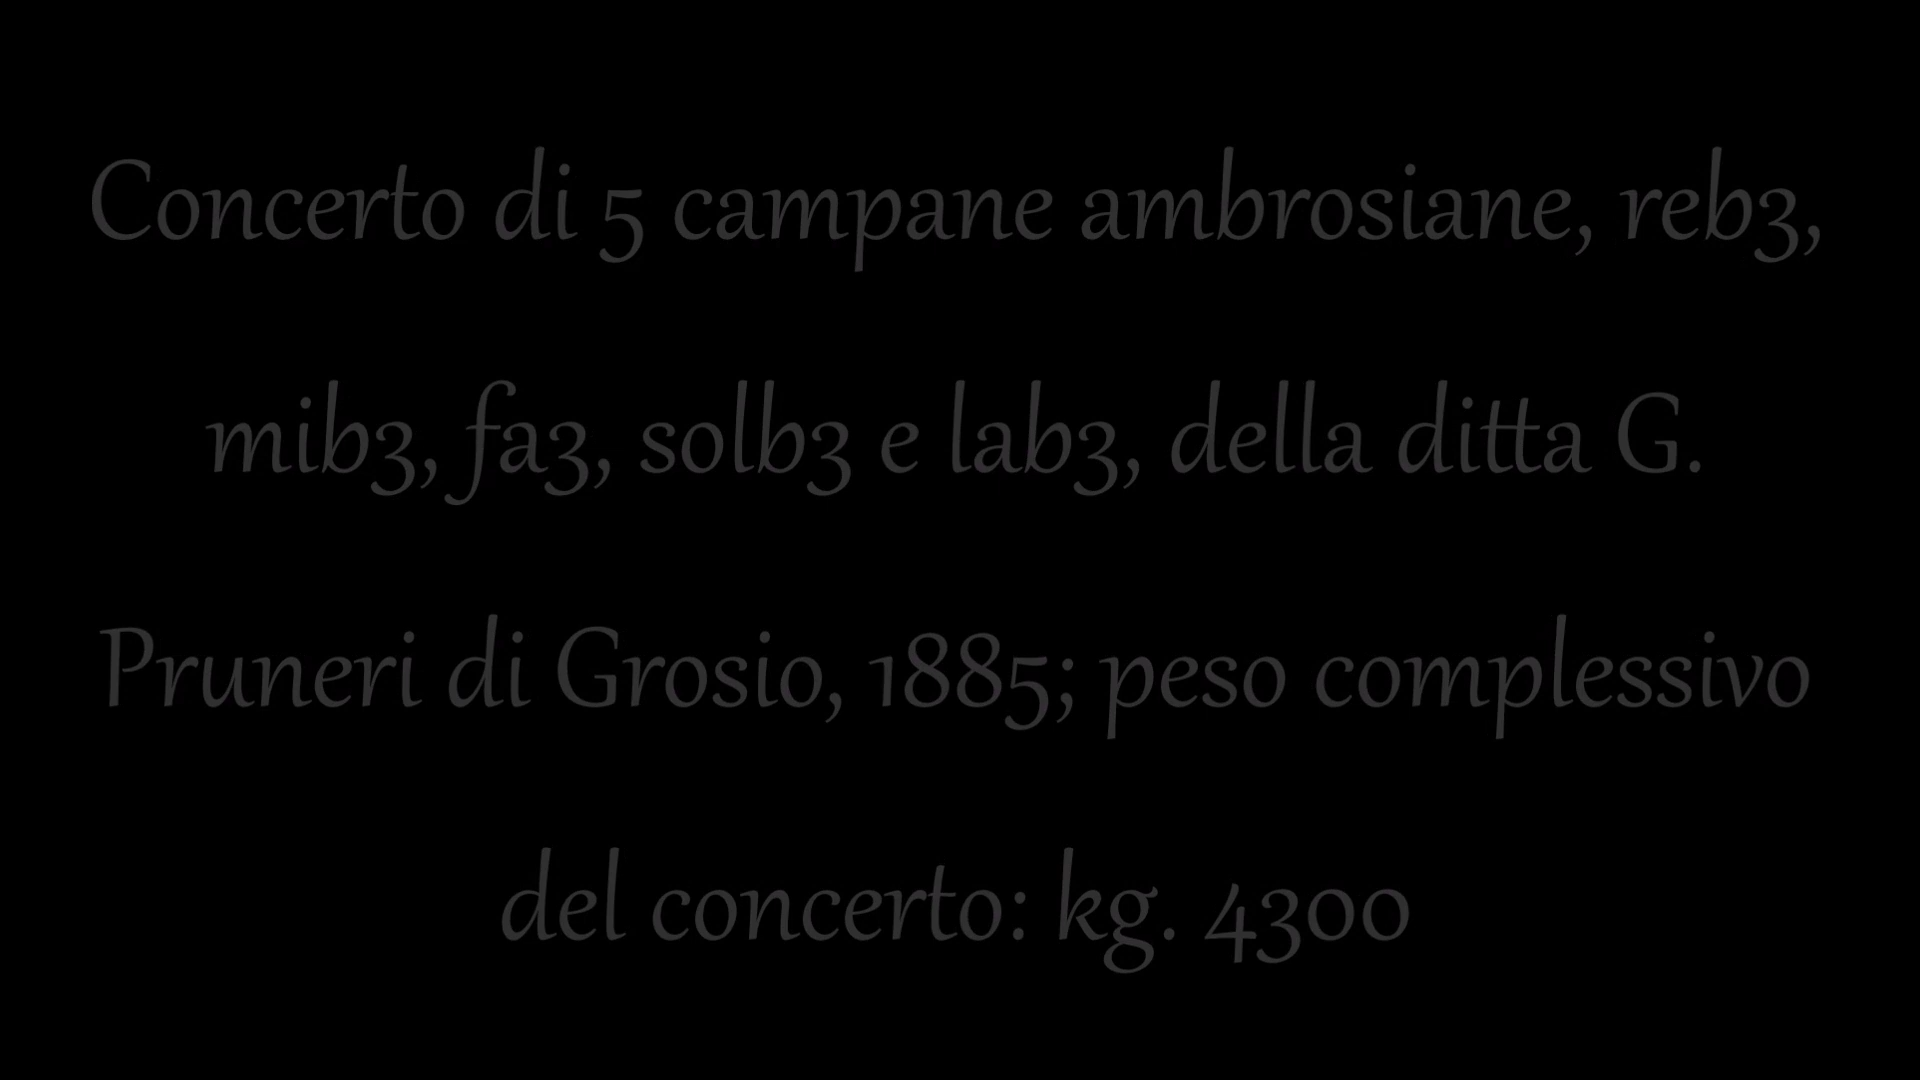 Concerto di 5 campane ambrosiane, reb3,
mib3, fa3, solb3 e lab3, della ditta G.
Pruneri di Grosio, 1885; peso complessivo
del concerto: kg. 4300